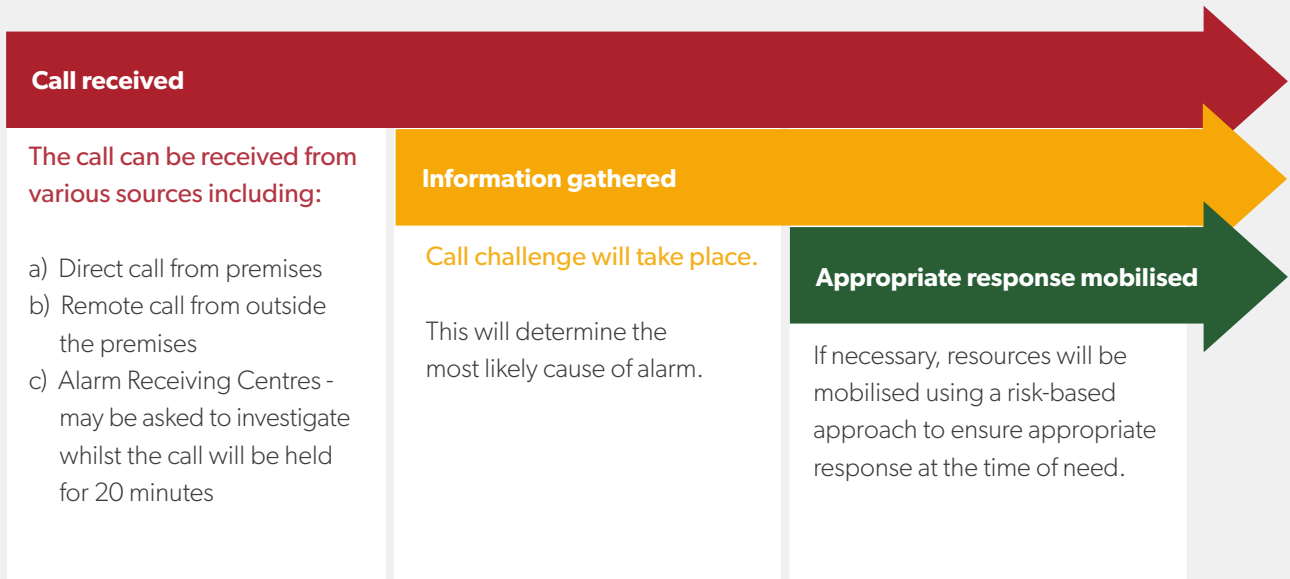 Call received
The call can be received from
various sources including:
a) Direct call from premises
b) Remote call from outside
the premises
c) Alarm Receiving Centres -
may be asked to investigate
whilst the call will be held
for 20 minutes
Information gathered
Call challenge will take place.
This will determine the
most likely cause of alarm.
Appropriate response mobilised
If necessary, resources will be
mobilised using a risk-based
approach to ensure appropriate
response at the time of need.